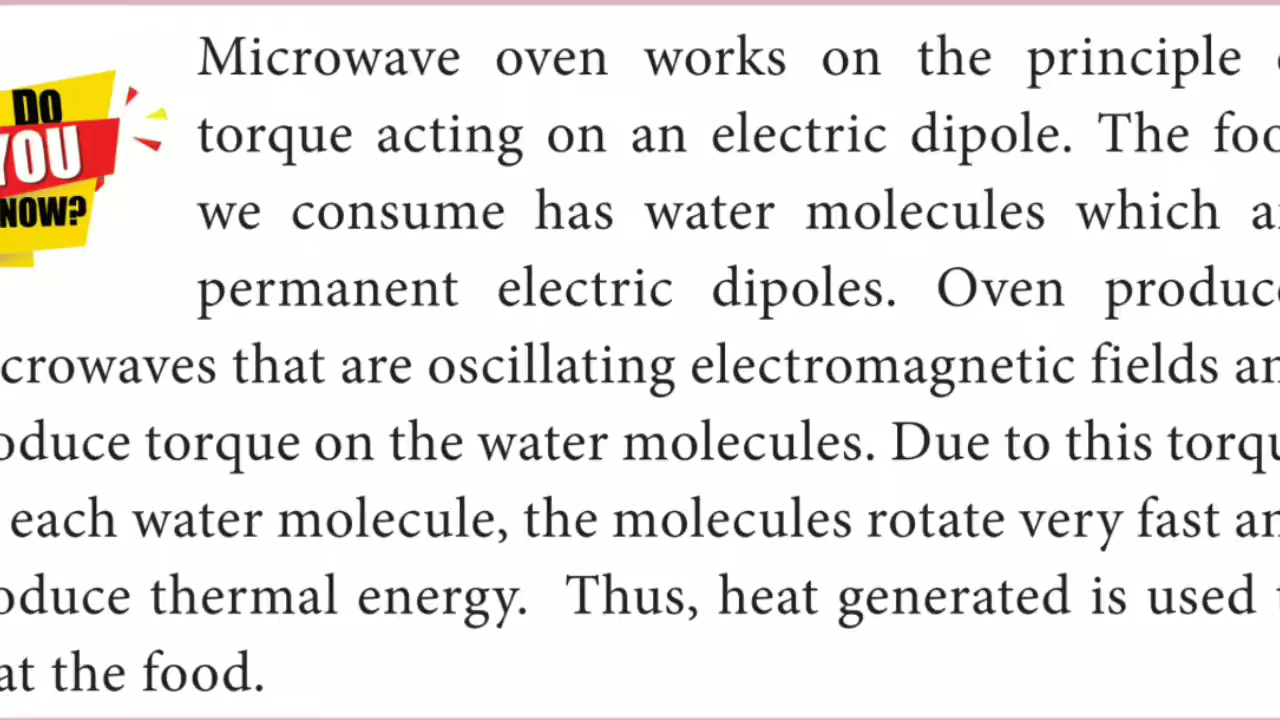 DO
YOU
NOW?
Microwave oven works on the principle
torque acting on an electric dipole. The foo
we consume has water molecules which a
permanent electric dipoles. Oven produce
crowaves that are oscillating electromagnetic fields an
oduce torque on the water molecules. Due to this torqu
each water molecule, the molecules rotate very fast an
oduce thermal energy. Thus, heat generated is used t
at the food.